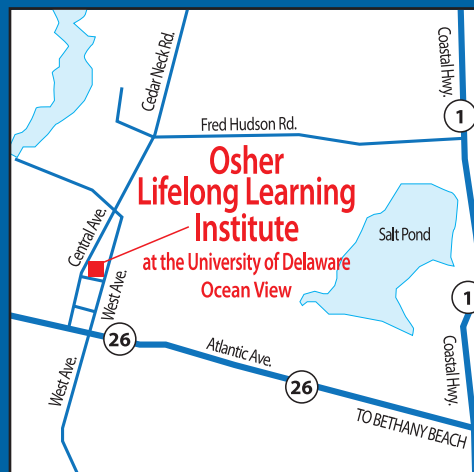 Cedar Neck Rd.
Coastal Hwy.
1
Fred Hudson Rd.
Osher
Lifelong Learning
Institute
at the University of Delaware
Ocean View
Central Ave.
West Ave.
Salt Pond
1
26
Atlantic Ave.
26
West Ave.
Coastal Hwy.
TO BETHANY BEACH